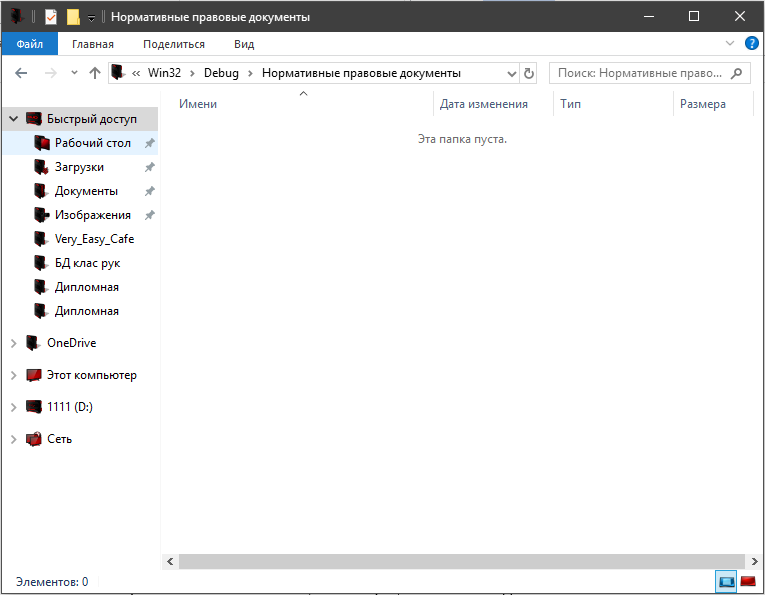 Нормативные правовые документы
Файл Главная Поделиться Вид
« Win32 › Debug › Нормативные правовые документы
Поиск: Нормативные право...
Имени Дата изменения Тип Размера
Эта папка пуста.
Быстрый доступ
Рабочий стол
Загрузки
Документы
Изображения
Very_Easy_Cafe
БД клас рук
Дипломная
Дипломная
OneDrive
Этот компьютер
1111 (D:)
Сеть
Элементов: 0